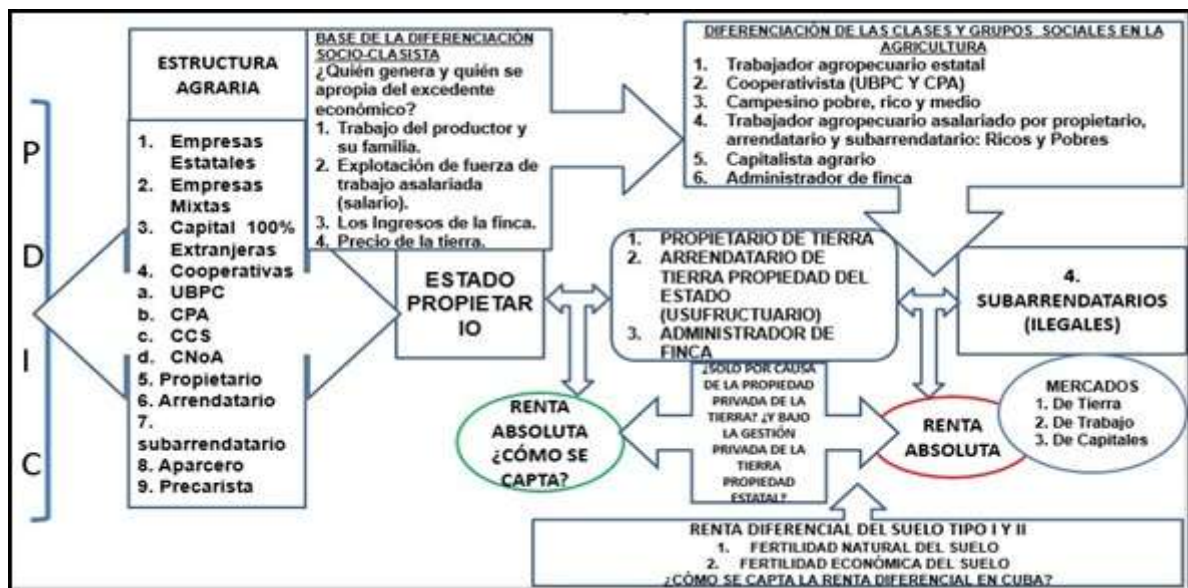 P
D
I
C
ESTRUCTURA
AGRARIA
1. Empresas
Estatales
2. Empresas
Mixtas
3. Capital 100%
Extranjeras
4. Cooperativas
a. UBPC
b. CPA
c. CCS
d. CNoA
5. Propietario
6. Arrendatario
7.
subarrendatario
8. Aparcero
9. Precarista
BASE DE LA DIFERENCIACIÓN
SOCIO-CLASISTA
¿Quién genera y quién se
apropia del excedente
económico?
1. Trabajo del productor y
su familia.
2. Explotación de fuerza de
trabajo asalariada
(salario).
3. Los Ingresos de la finca.
4. Precio de la tierra.
DIFERENCIACIÓN DE LAS CLASES Y GRUPOS SOCIALES EN LA
AGRICULTURA
1. Trabajador agropecuario estatal
2. Cooperativista (UBPC Y CPA)
3. Campesino pobre, rico y medio
4. Trabajador agropecuario asalariado por propietario,
arrendatario y subarrendatario: Ricos y Pobres
5. Capitalista agrario
6. Administrador de finca
ESTADO
PROPIETAR
IO
1. PROPIETARIO DE TIERRA
2. ARRENDATARIO DE
TIERRA PROPIEDAD DEL
ESTADO
(USUFRUCTUARIO)
3. ADMINISTRADOR DE
FINCA
4.
SUBARRENDATARIOS
(ILEGALES)
RENTA
ABSOLUTA
¿CÓMO SE
CAPTA?
¿SOLO POR CAUSA
DE LA PROPIEDAD
PRIVADA DE LA
TIERRA? ¿Y BAJO
LA GESTIÓN
PRIVADA DE LA
TIERRA
PROPIEDAD
ESTATAL?
RENTA
ABSOLUTA
MERCADOS
1. De Tierra
2. De Trabajo
3. De Capitales
RENTA DIFERENCIAL DEL SUELO TIPO I Y II
1. FERTILIDAD NATURAL DEL SUELO
2. FERTILIDAD ECONÓMICA DEL SUELO
¿CÓMO SE CAPTA LA RENTA DIFERENCIAL EN CUBA?